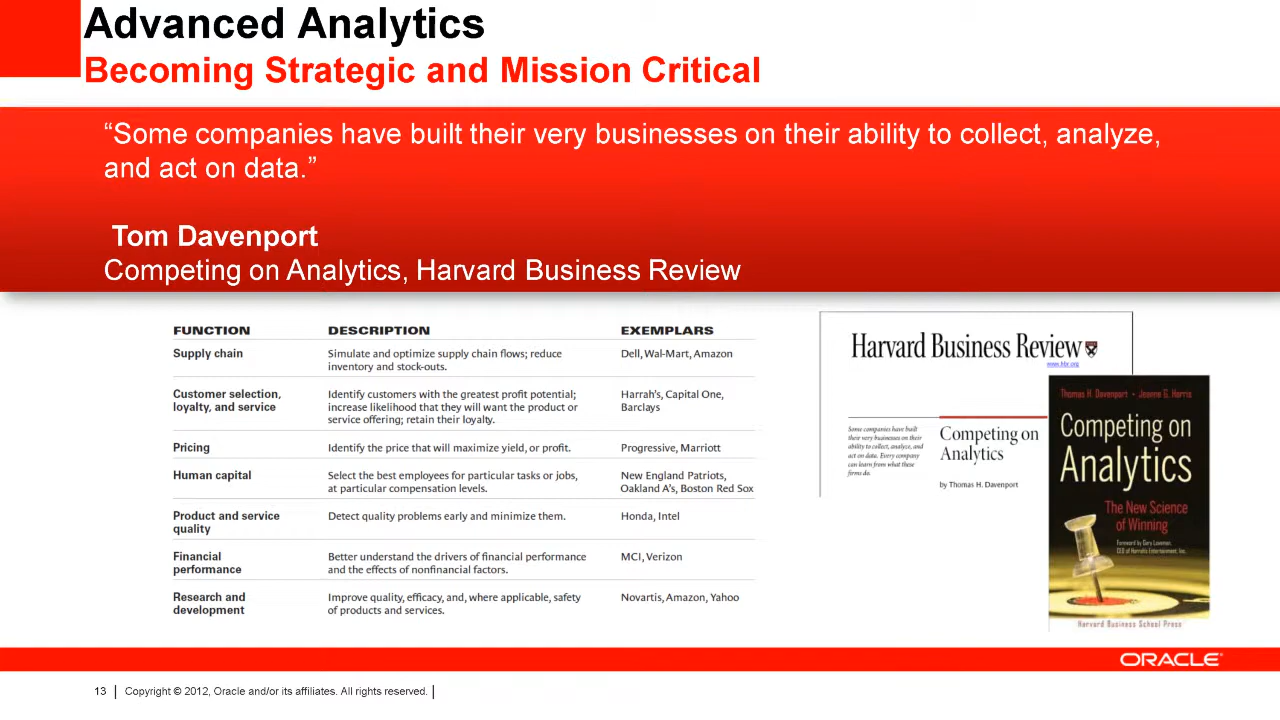 Advanced Analytics
Becoming Strategic and Mission Critical
“Some companies have built their very businesses on their ability to collect, analyze,
and act on data.”
Tom Davenport
Competing on Analytics, Harvard Business Review
FUNCTION DESCRIPTION EXEMPLARS
Supply chain Simulate and optimize supply chain flows; reduce Dell, Wal-Mart, Amazon
inventory and stock-outs.
Customer selection, Identify customers with the greatest profit potential; Harrah’s, Capital One,
loyalty, and service increase likelihood that they will want the product or Barclays
service offering; retain their loyalty.
Pricing Identify the price that will maximize yield, or profit. Progressive, Marriott
Human capital Select the best employees for particular tasks or jobs, New England Patriots,
at particular compensation levels. Oakland A’s, Boston Red Sox
Product and service Detect quality problems early and minimize them. Honda, Intel
quality
Financial Better understand the drivers of financial performance MCI, Verizon
performance and the effects of nonfinancial factors.
Research and Improve quality, efficacy, and, where applicable, safety Novartis, Amazon, Yahoo
development of products and services.
Harvard Business Review
www.hbr.org
Some companies have built
their very businesses on their
ability to collect, analyze, and
act on data. Every company
can learn from what these
firms do.
Competing on
Analytics
by Thomas H. Davenport
Thomas H. Davenport • Jeanne G. Harris
Competing on
Analytics
The New Science
of Winning
Foreword by Gary Loveman,
CEO of Harrah's Entertainment, Inc.
Harvard Business School Press
ORACLE
13 Copyright © 2012, Oracle and/or its affiliates. All rights reserved.